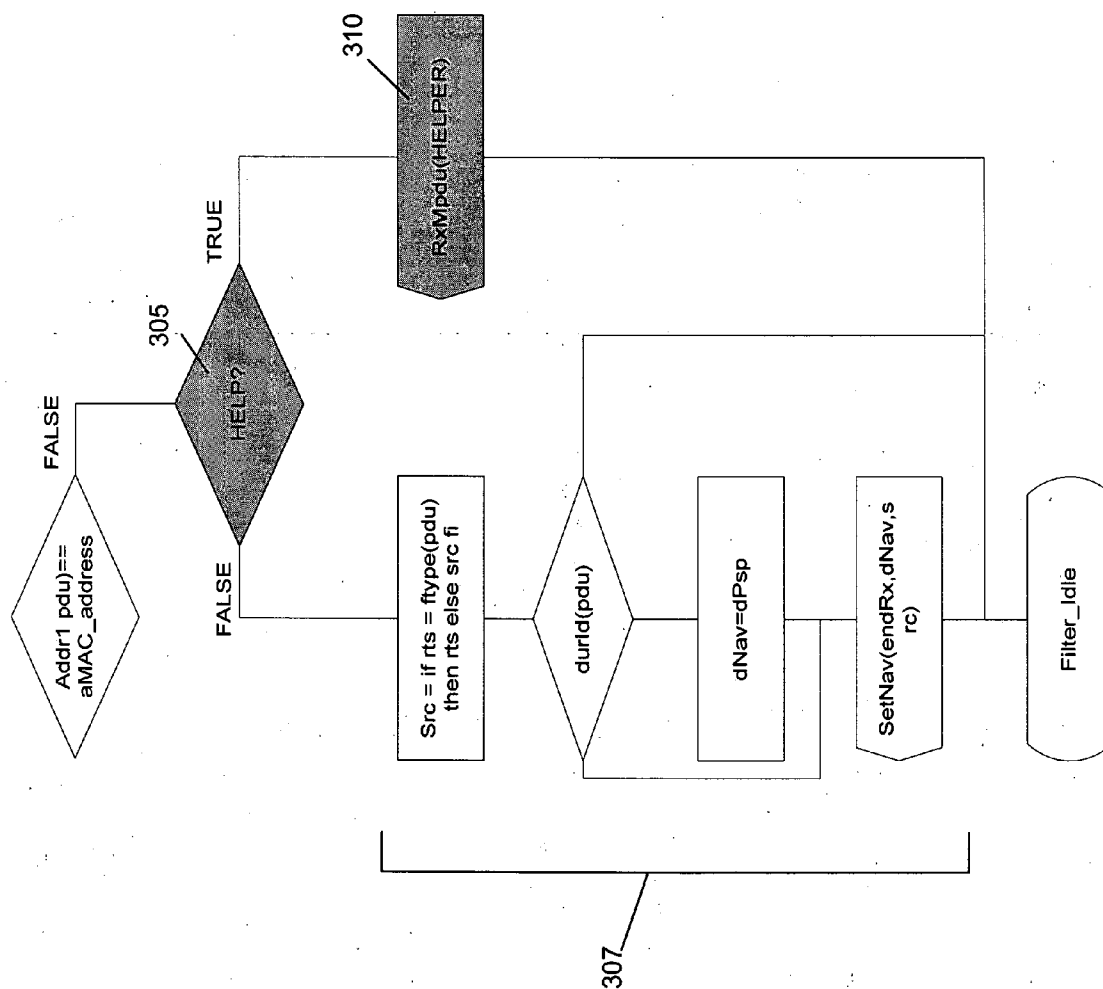 Addr1 pdu)==
aMAC_address
FALSE
HELP?
305
FALSE
TRUE
310
RxMpdu(HELPER)
Src = if rts = ftype(pdu)
then rts else src fi
durId(pdu)
dNav=dPsp
SetNav(endRx,dNav,s
rc)
307
Filter_Idle